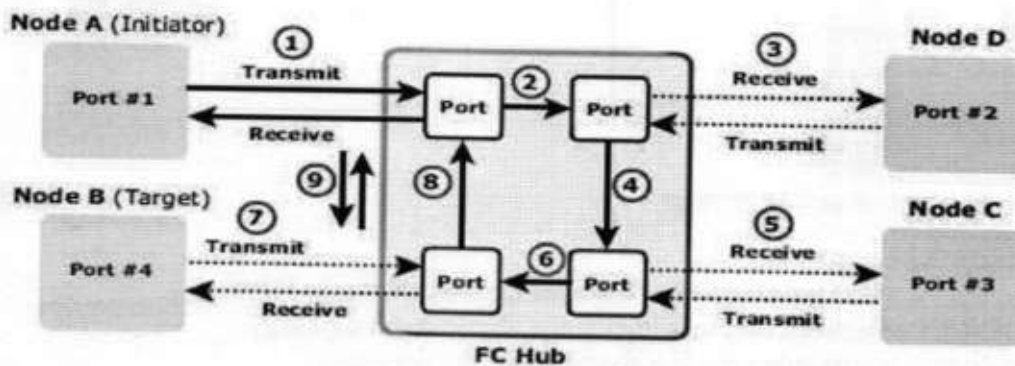 Node A (Initiator)
Port #1
1
Transmit
Receive
Port
2
Port
3
Receive
Transmit
Node D
Port #2
9
8
4
Node B (Target)
Port #4
7
Transmit
Receive
Port
6
Port
5
Receive
Transmit
Node C
Port #3
FC Hub